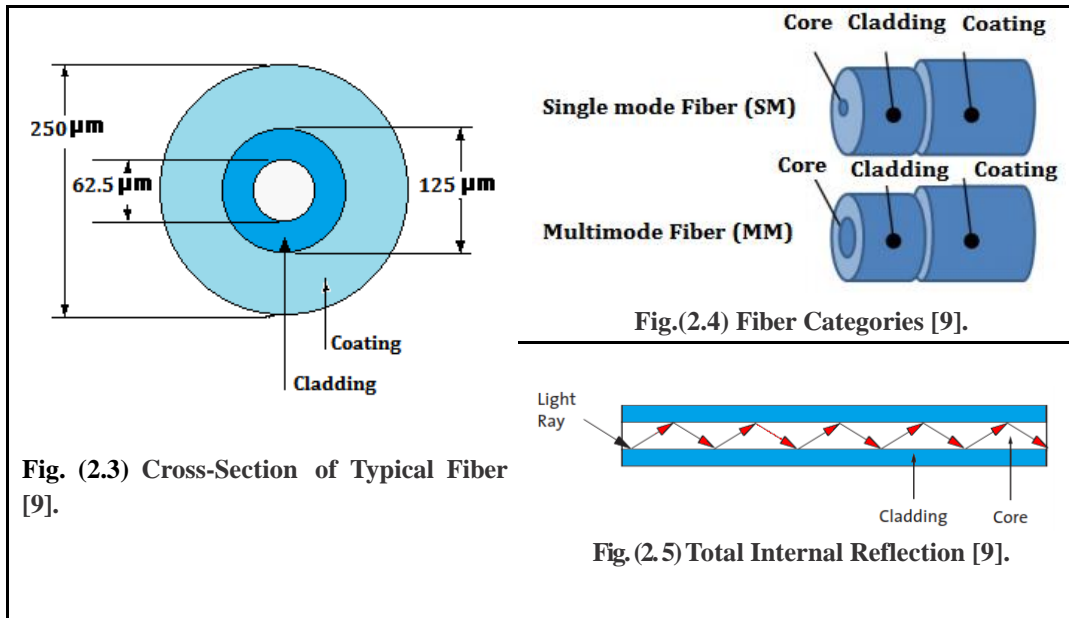 250 μm
62.5 μm
125 μm
Coating
Cladding
Fig. (2.3) Cross-Section of Typical Fiber
[9].
Core Cladding Coating
Single mode Fiber (SM)
Core
Cladding Coating
Multimode Fiber (MM)
Fig.(2.4) Fiber Categories [9].
Light
Ray
Cladding Core
Fig. (2.5) Total Internal Reflection [9].